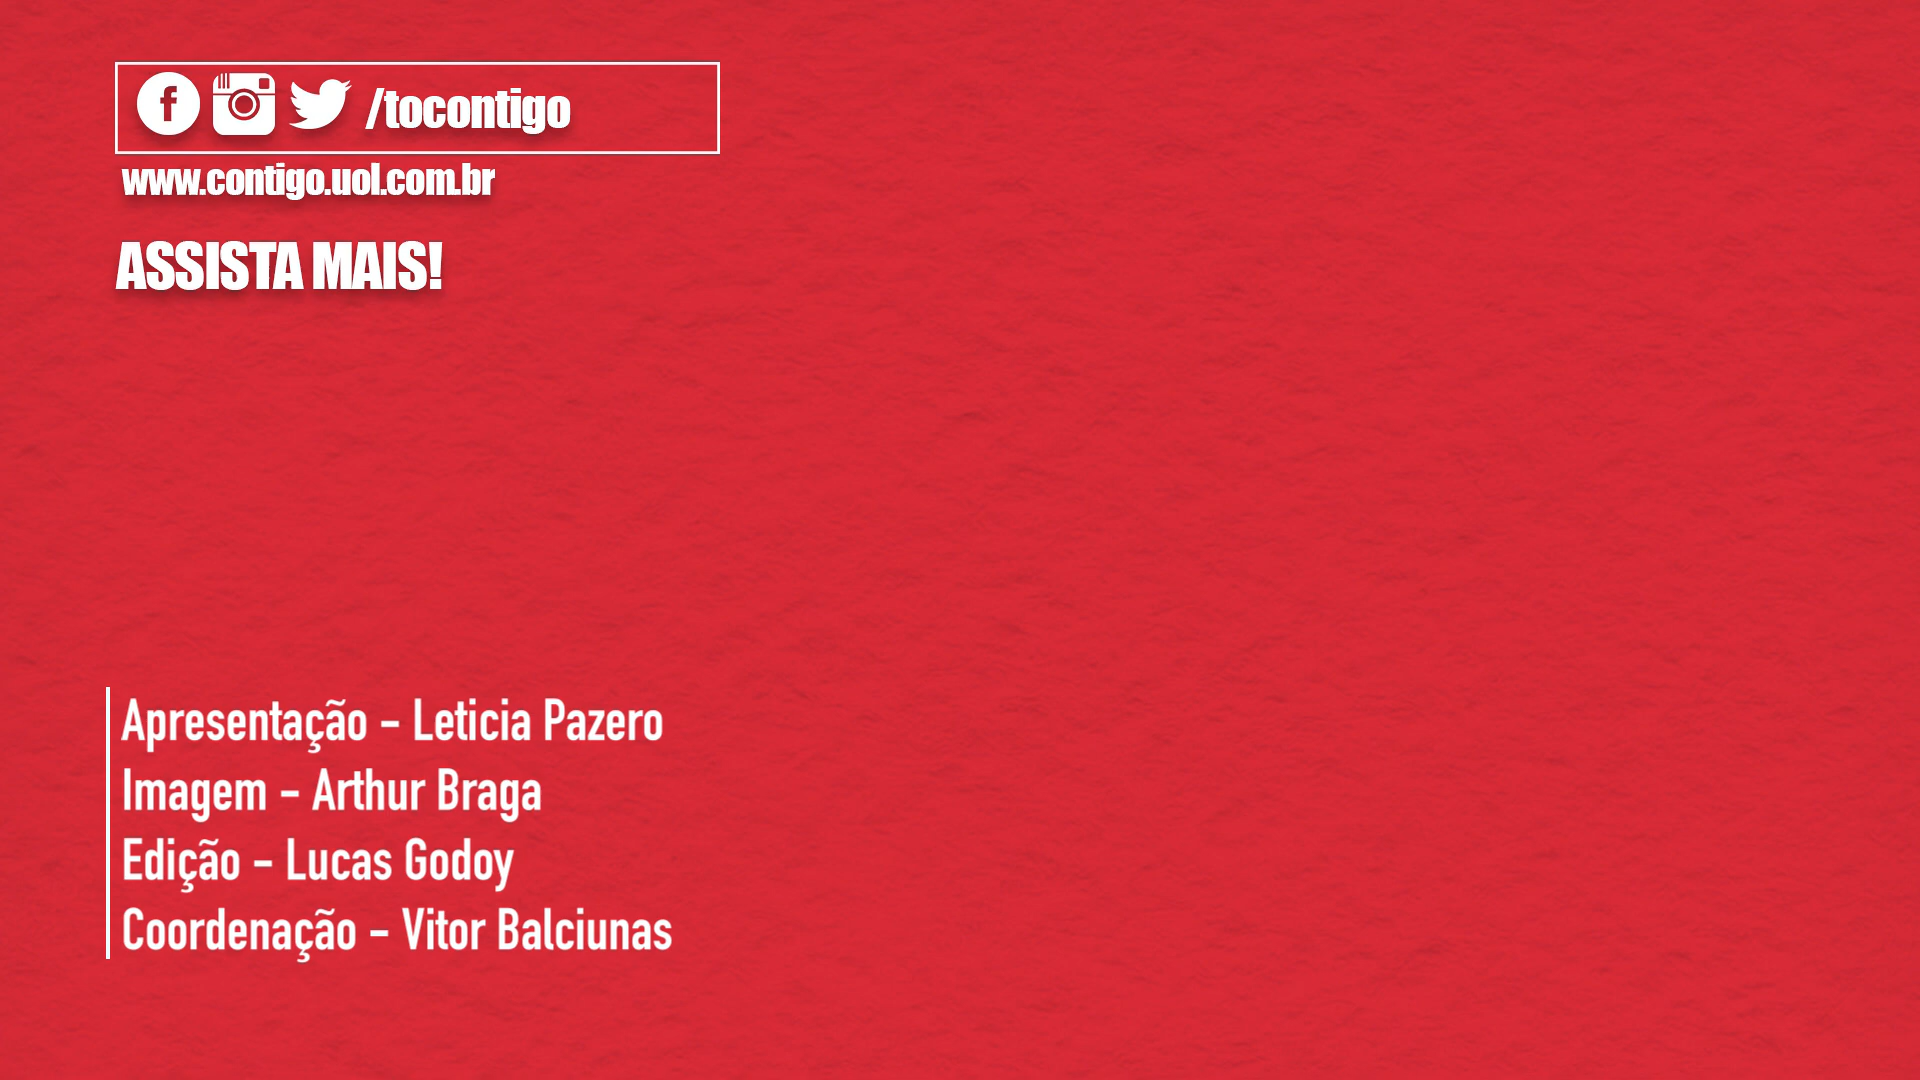 /tocontigo
www.contigo.uol.com.br
ASSISTA MAIS!
Apresentação - Leticia Pazero
Imagem - Arthur Braga
Edição - Lucas Godoy
Coordenação - Vitor Balciunas